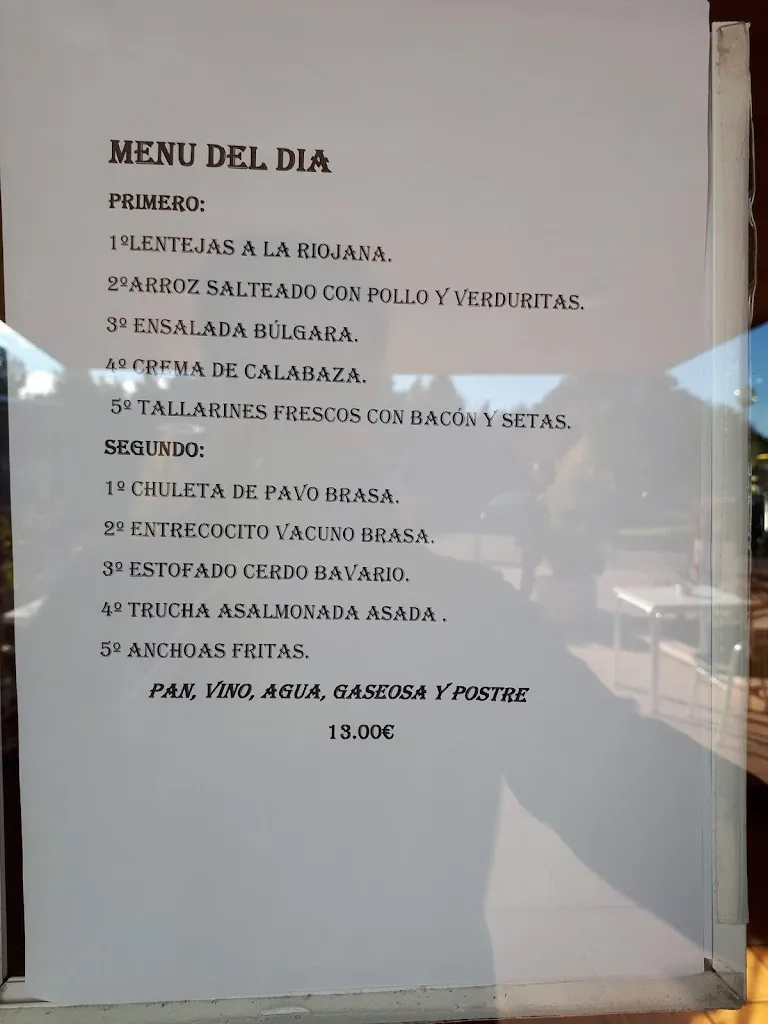 MENU DEL DIA
PRIMERO:
1ºLENTEJAS A LA RIOJANA.
2ºARROZ SALTEADO CON POLLO Y VERDURITAS.
3º ENSALADA BÚLGARA.
4º CREMA DE CALABAZA.
5º TALLARINES FRESCOS CON BACÓN Y SETAS.
SEGUNDO:
1º CHULETA DE PAVO BRASA.
2º ENTRECOCITO VACUNO BRASA.
3º ESTOFADO CERDO BAVARIO.
4º TRUCHA ASALMONADA ASADA .
5º ANCHOAS FRITAS.
PAN, VINO, AGUA, GASEOSA Y POSTRE
13.00€